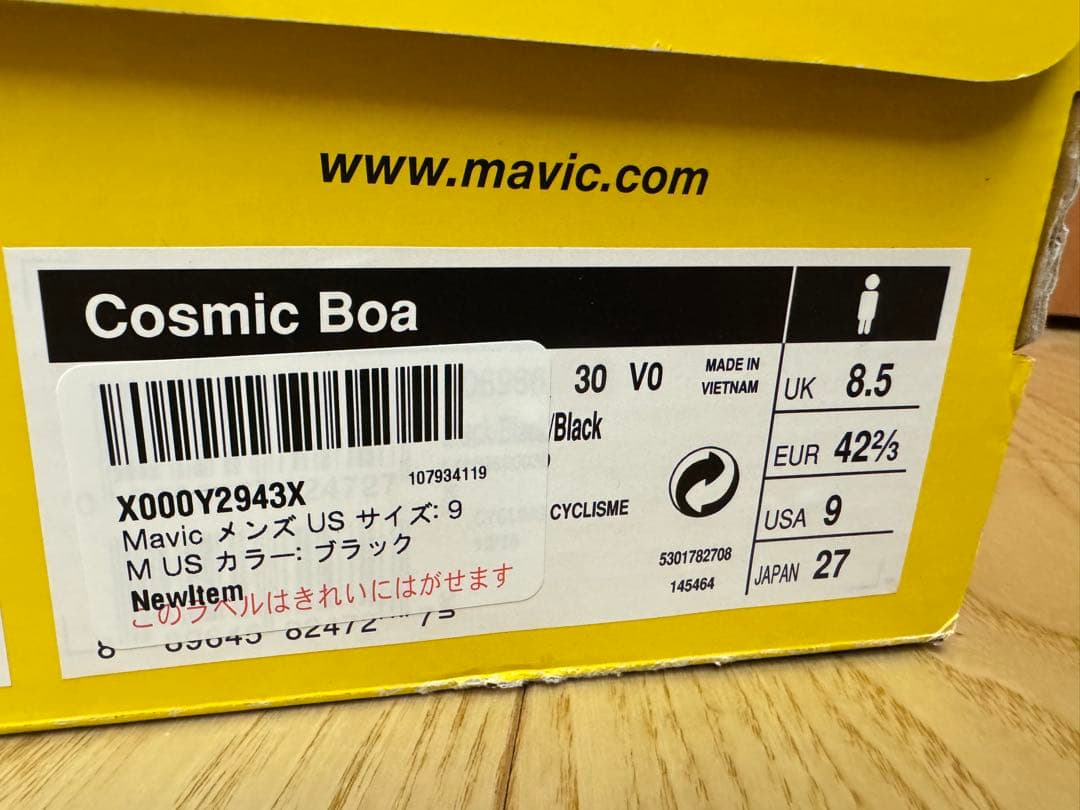 www.mavic.com
Cosmic Boa
30 V0
MADE IN
VIETNAM
/Black
CYCLISME
5301782708
145464
UK 8.5
EUR 42⅔
USA 9
JAPAN 27
107934119
X000Y2943X
Mavic メンズ US サイズ: 9
M US カラー: ブラック
NewItem
このラベルはきれいにはがせます